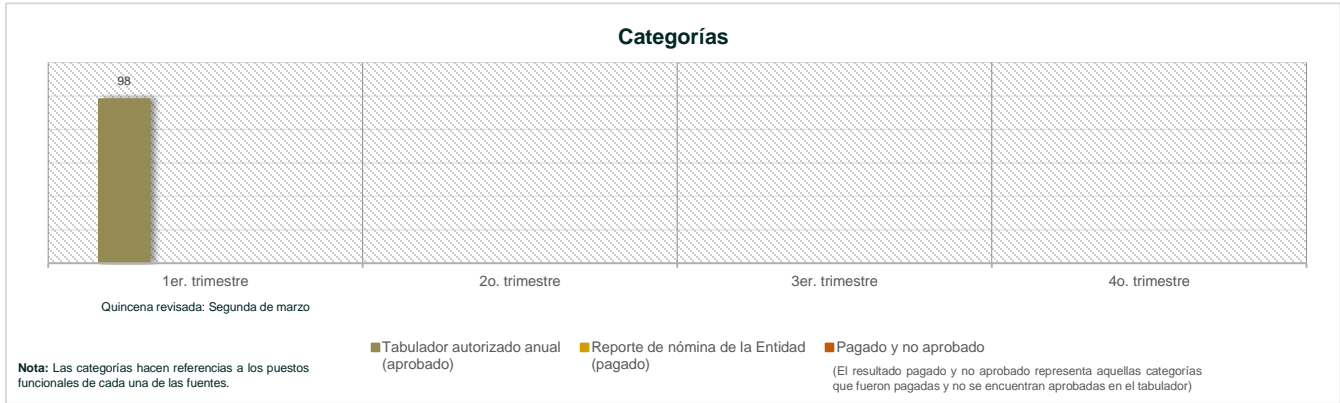 Categorías
98
1er. trimestre
2o. trimestre
3er. trimestre
4o. trimestre
Quincena revisada: Segunda de marzo
Tabulador autorizado anual
(aprobado)
Reporte de nómina de la Entidad
(pagado)
Pagado y no aprobado
(El resultado pagado y no aprobado representa aquellas categorías
que fueron pagadas y no se encuentran aprobadas en el tabulador)
Nota: Las categorías hacen referencias a los puestos
funcionales de cada una de las fuentes.